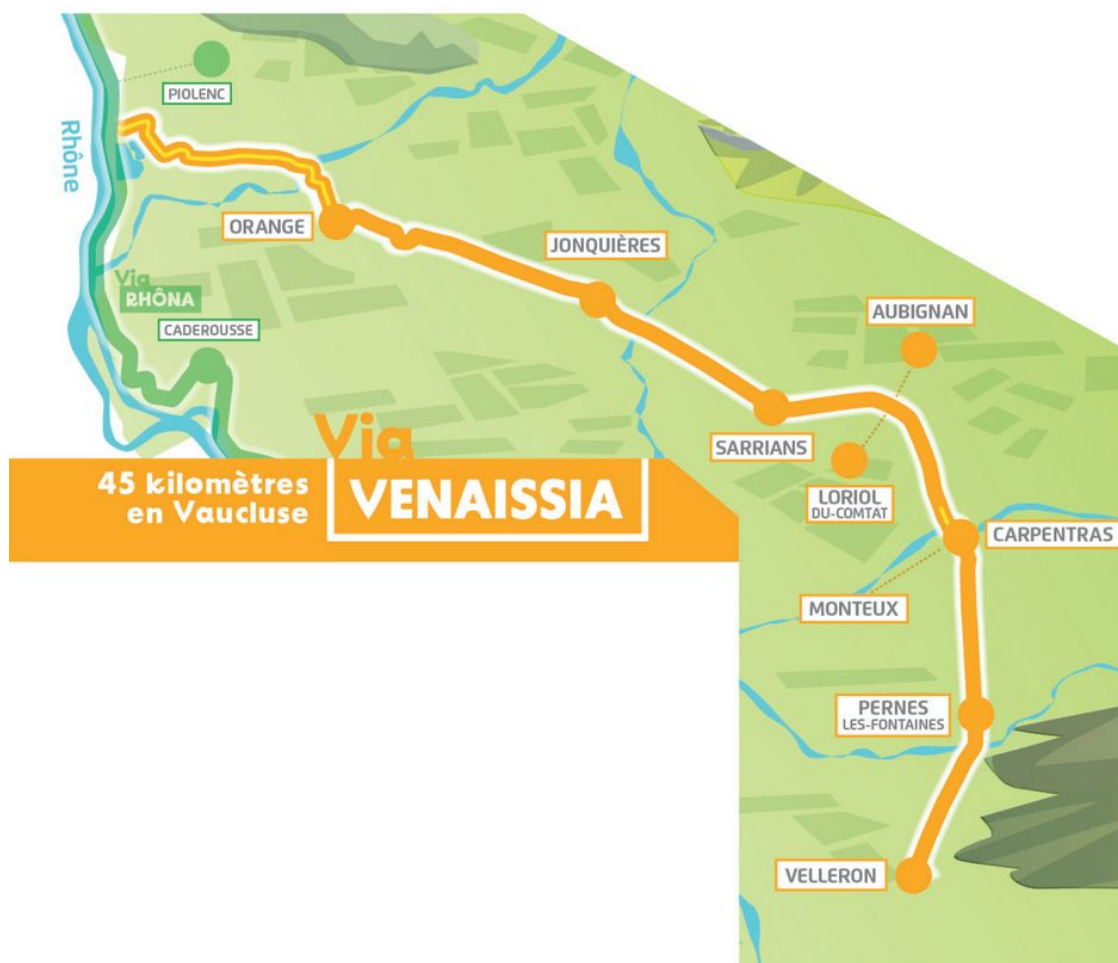 PIOLENC
Rhône
ORANGE
JONQUIÈRES
Via
RHÔNA
AUBIGNAN
CADEROUSSE
Via
VENAISSIA
45 kilomètres
en Vaucluse
SARRIANS
LORIOL
DU-COMTAT
CARPENTRAS
MONTEUX
PERNES
LES-FONTAINES
VELLERON